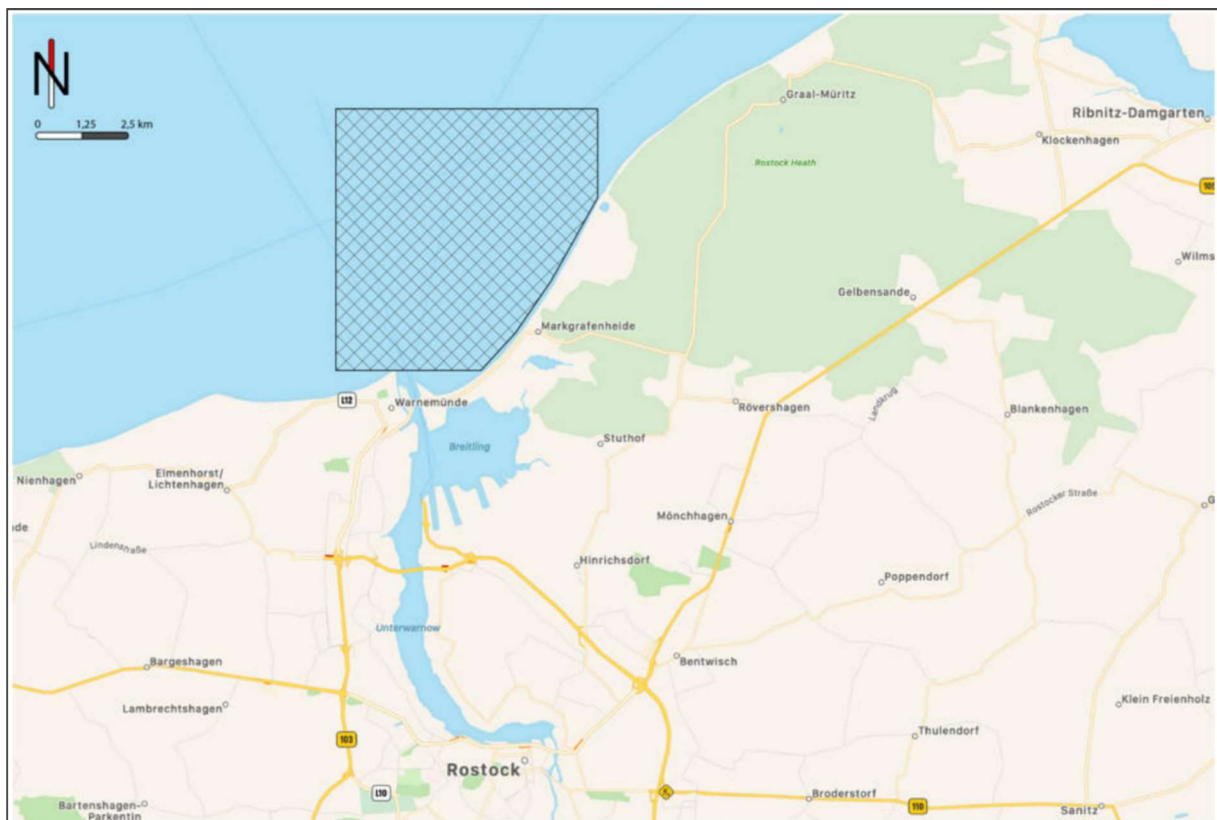 N
0 1,25 2,5 km
Graal-Müritz
Ribnitz-Damgarten
Klockenhagen
Rostock Heath
105
Wilms
Gelbensande
Markgrafenheide
L12
Warnemünde
Rövershagen
Landkrug
Blankenhagen
Breitling
Stuthof
Nienhagen
Elmenhorst/
Lichtenhagen
Rostocker Straße
G
Mönchhagen
nde
Lindenstraße
Hinrichsdorf
Poppendorf
Unterwarnow
Bargeshagen
Bentwisch
Lambrechtshagen
Klein Freienholz
103
Thulendorf
Rostock
L10
Broderstorf
110
Sanitz
Bartenshagen-
Parkentin